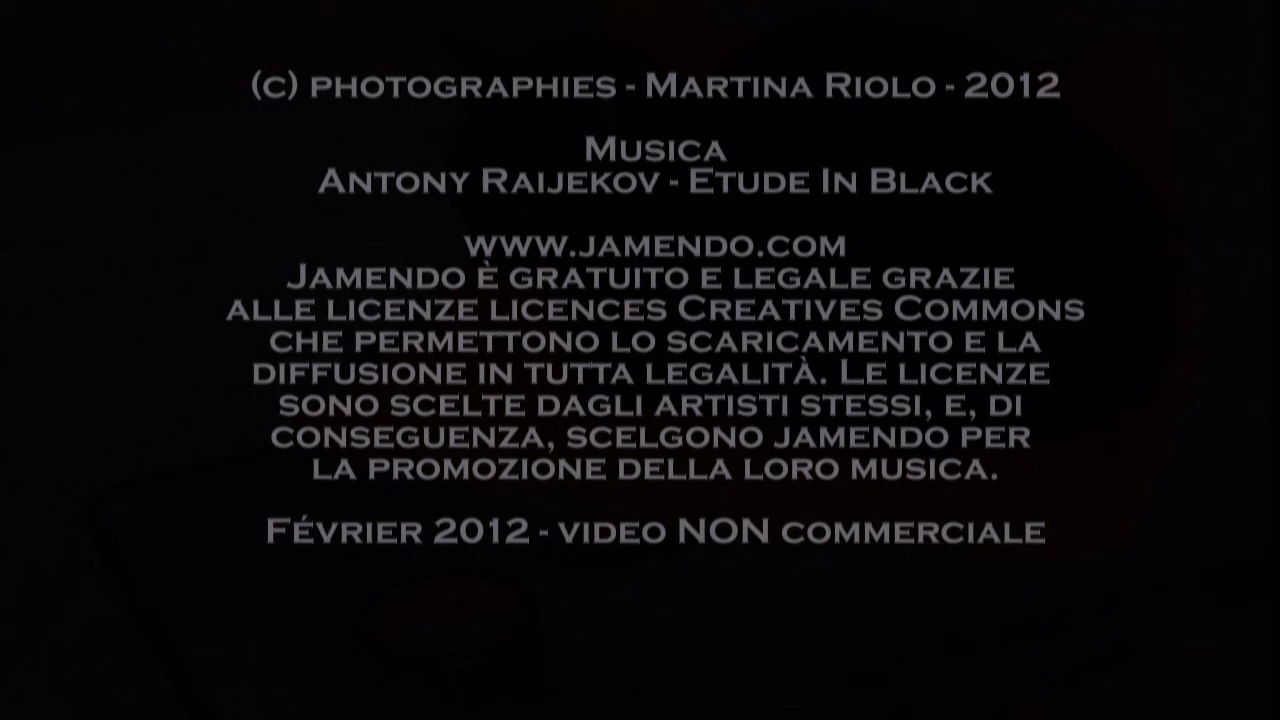 (c) photographies - Martina Riolo - 2012
Musica
Antony Raijekov - Etude In Black
www.jamendo.com
Jamendo è gratuito e legale grazie
alle licenze licences Creatives Commons
che permettono lo scaricamento e la
diffusione in tutta legalità. Le licenze
sono scelte dagli artisti stessi, e, di
conseguenza, scelgono jamendo per
la promozione della loro musica.
Février 2012 - video NON commerciale